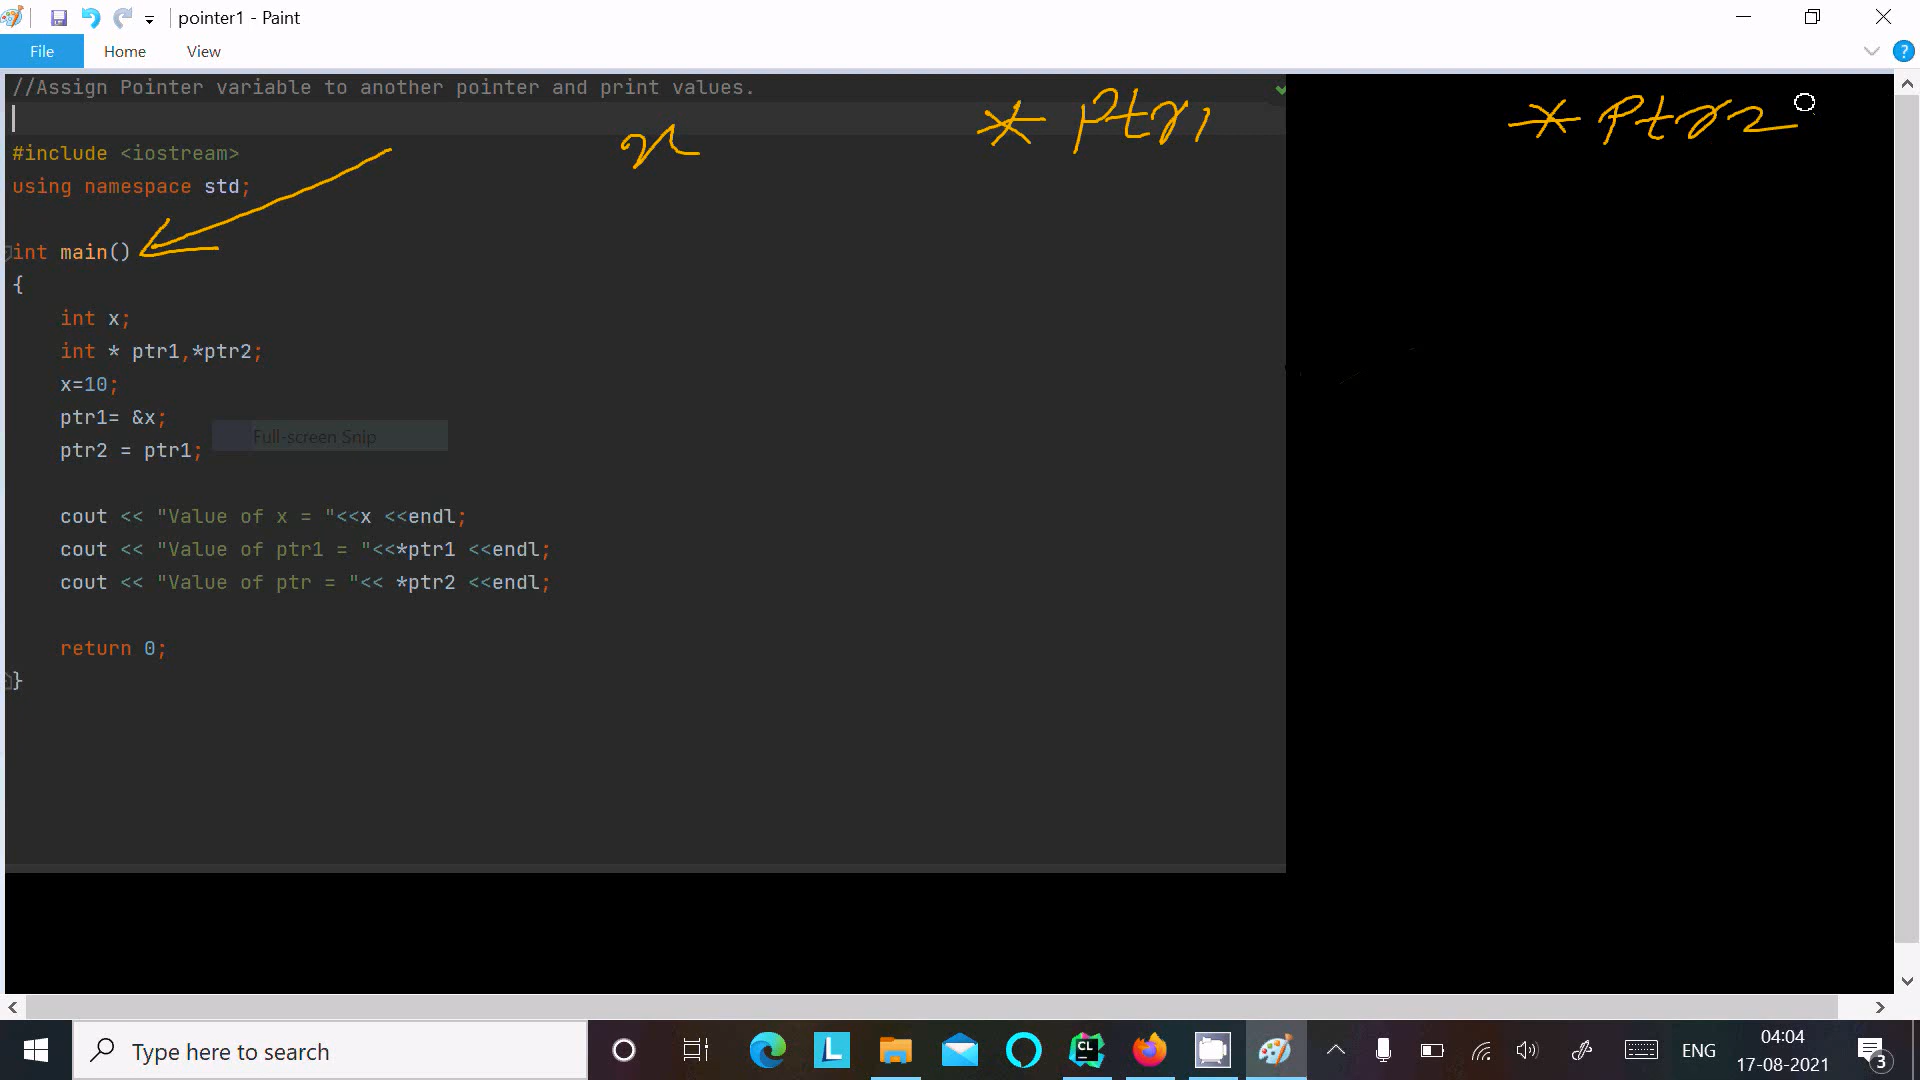 pointer1 - Paint
File Home View
//Assign Pointer variable to another pointer and print values.
x * Ptr1 * Ptr2
#include <iostream>
using namespace std;
int main()
{
int x;
int * ptr1,*ptr2;
x=10;
ptr1= &x;
Full-screen Snip
ptr2 = ptr1;
cout << "Value of x = "<<x <<endl;
cout << "Value of ptr1 = "<<*ptr1 <<endl;
cout << "Value of ptr = "<< *ptr2 <<endl;
return 0;
}
Type here to search
L
CL
ENG
04:04
17-08-2021
3